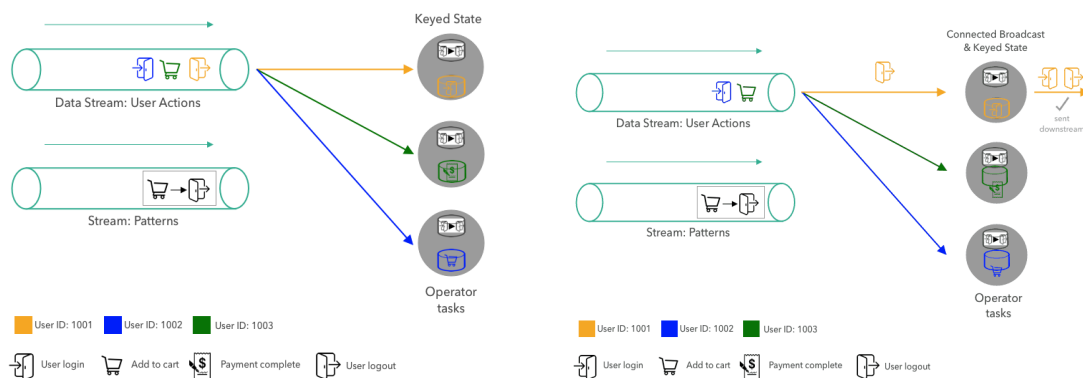 Keyed State
Data Stream: User Actions
$
Stream: Patterns
Operator
tasks
User ID: 1001
User ID: 1002
User ID: 1003
User login
Add to cart
$
Payment complete
User logout
Connected Broadcast
& Keyed State
Data Stream: User Actions
sent
downstream
$
Stream: Patterns
Operator
tasks
User ID: 1001
User ID: 1002
User ID: 1003
User login
Add to cart
$
Payment complete
User logout